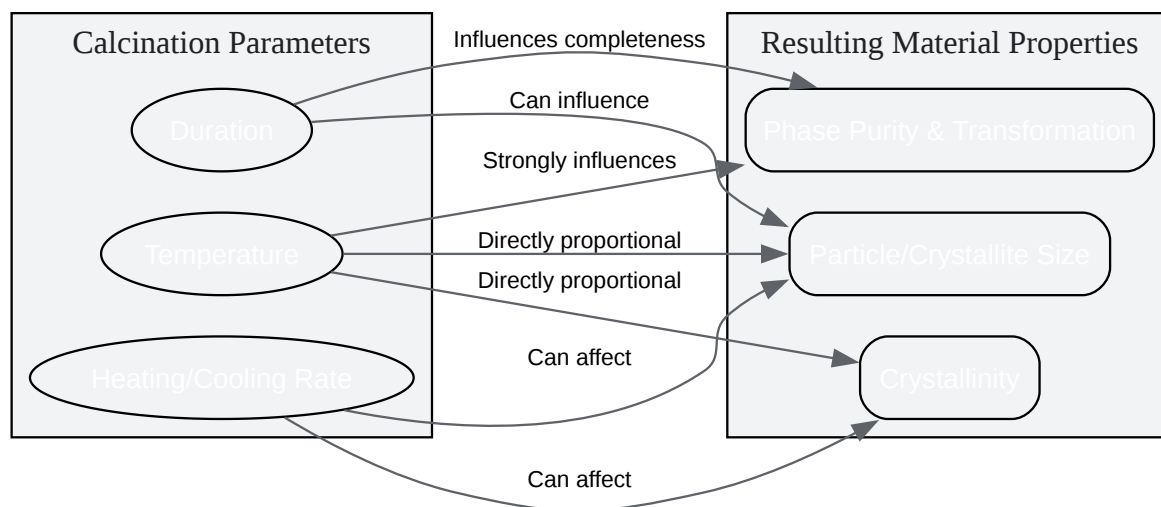 Calcination Parameters
Duration
Temperature
Heating/Cooling Rate
Influences completeness
Can influence
Strongly influences
Directly proportional
Directly proportional
Can affect
Can affect
Resulting Material Properties
Phase Purity & Transformation
Particle/Crystallite Size
Crystallinity